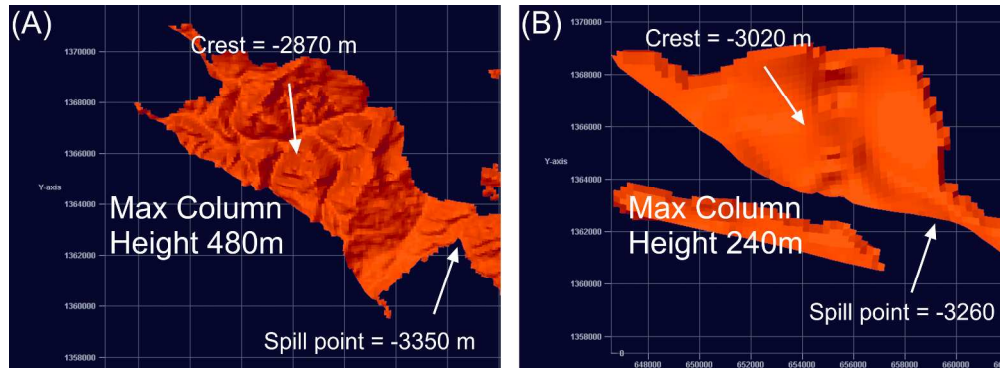 (A)
Crest = -2870 m
1370000
1368000
1366000
1364000
1362000
1360000
1358000
Y-axis
Max Column
Height 480m
Spill point = -3350 m
(B)
Crest = -3020 m
1370000
1368000
1366000
1364000
1362000
1360000
1358000
Y-axis
Max Column
Height 240m
Spill point = -3260
0
648000
650000
652000
654000
656000
658000
660000